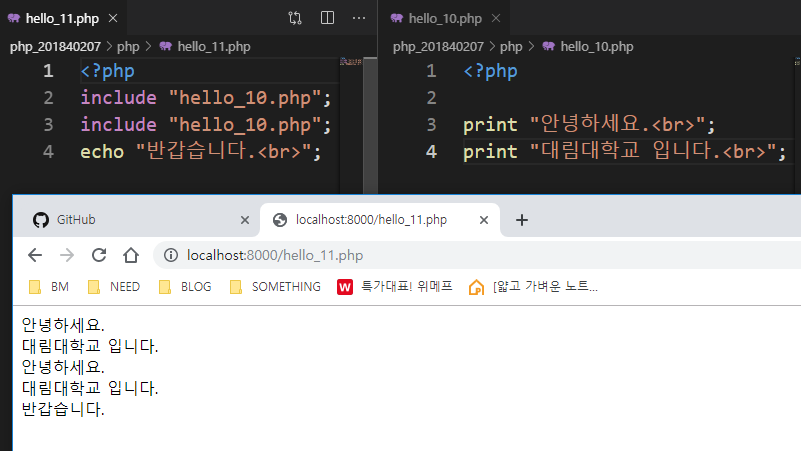 hello_11.php
php_201840207 > php > hello_11.php
1 <?php
2 include "hello_10.php";
3 include "hello_10.php";
4 echo "반갑습니다.<br>";
hello_10.php
php_201840207 > php > hello_10.php
1 <?php
2
3 print "안녕하세요.<br>";
4 print "대림대학교 입니다.<br>";
GitHub
localhost:8000/hello_11.php
localhost:8000/hello_11.php
BM NEED BLOG SOMETHING W 특가대표! 위메프 [얇고 가벼운 노트...
안녕하세요.
대림대학교 입니다.
안녕하세요.
대림대학교 입니다.
반갑습니다.